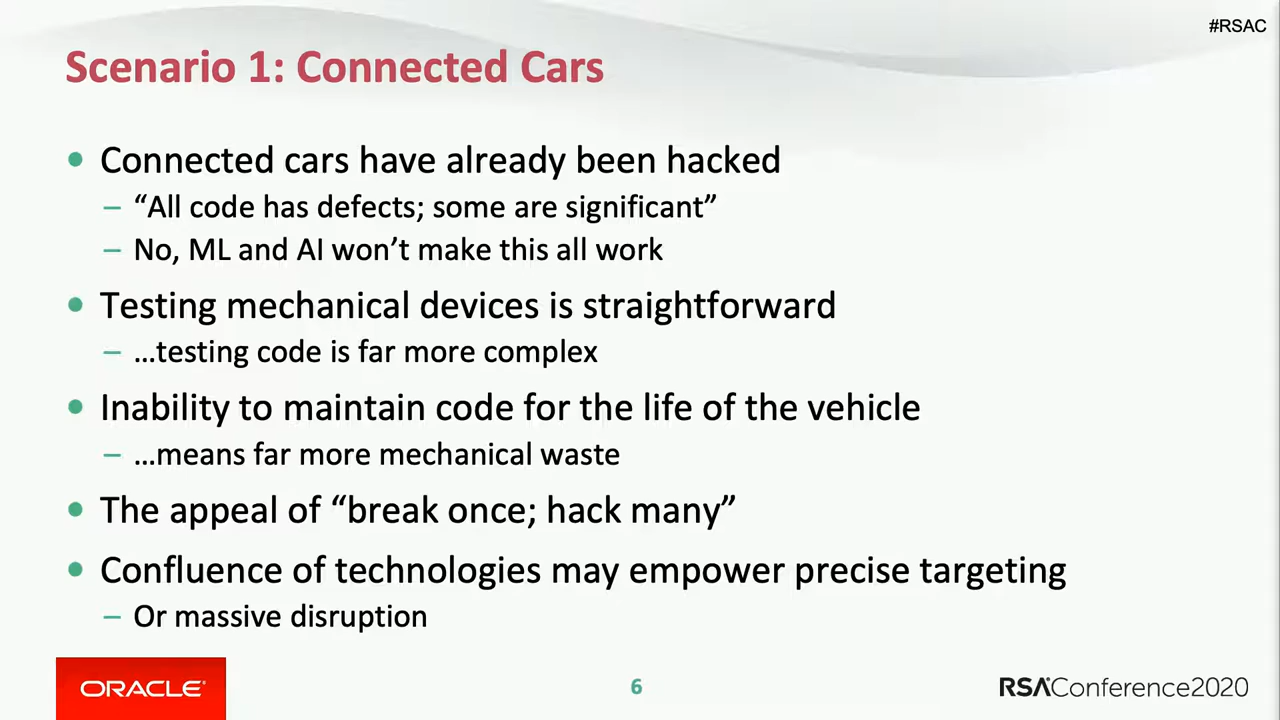 #RSAC
Scenario 1: Connected Cars
• Connected cars have already been hacked
– “All code has defects; some are significant”
– No, ML and AI won’t make this all work
• Testing mechanical devices is straightforward
– …testing code is far more complex
• Inability to maintain code for the life of the vehicle
– …means far more mechanical waste
• The appeal of “break once; hack many”
• Confluence of technologies may empower precise targeting
– Or massive disruption
ORACLE
6
RSAConference2020